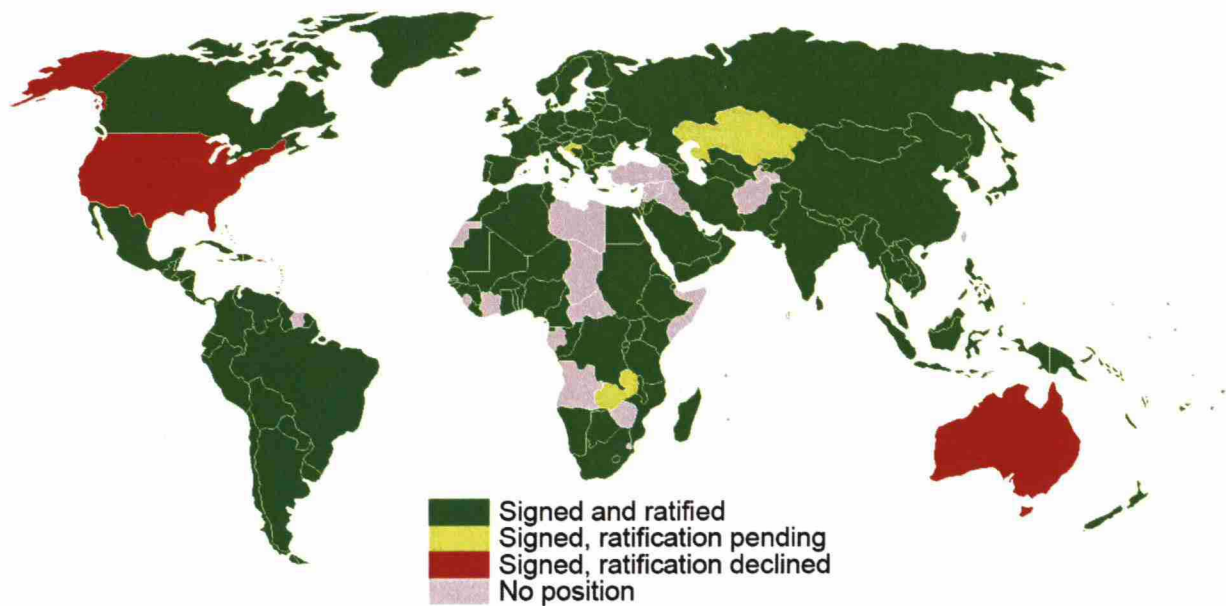 Signed and ratified
Signed, ratification pending
Signed, ratification declined
No position